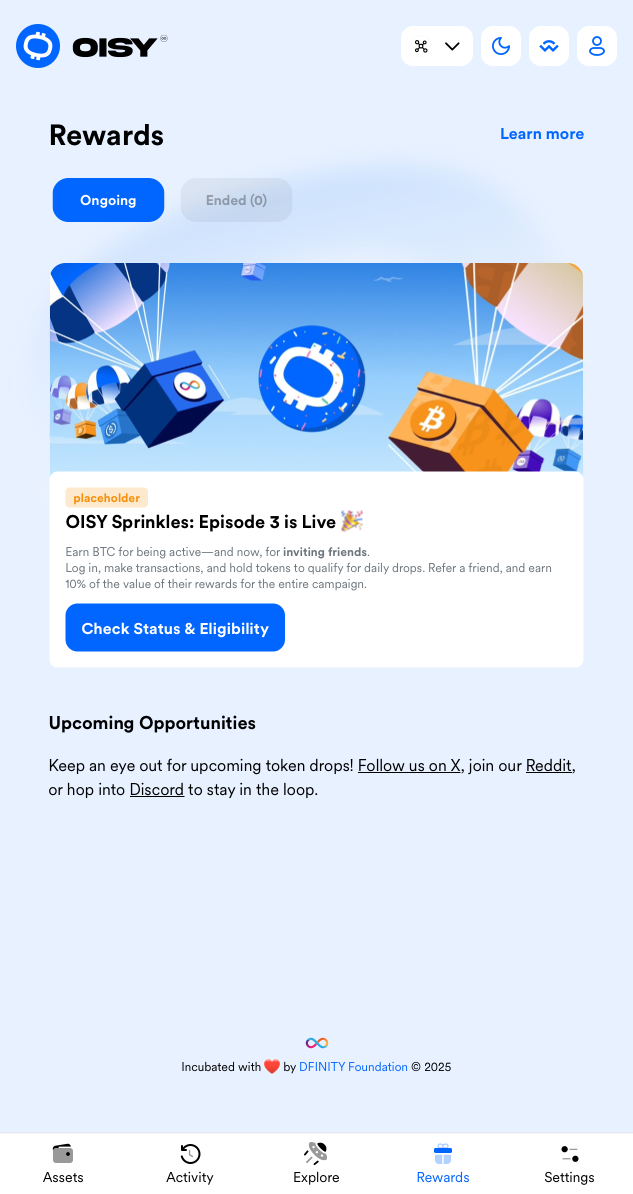 OISY
Rewards
Learn more
Ongoing
Ended (0)
placeholder
OISY Sprinkles: Episode 3 is Live 🎉
Earn BTC for being active—and now, for inviting friends.
Log in, make transactions, and hold tokens to qualify for daily drops. Refer a friend, and earn
10% of the value of their rewards for the entire campaign.
Check Status & Eligibility
Upcoming Opportunities
Keep an eye out for upcoming token drops! Follow us on X, join our Reddit,
or hop into Discord to stay in the loop.
Incubated with ❤️ by DFINITY Foundation © 2025
Assets
Activity
Explore
Rewards
Settings